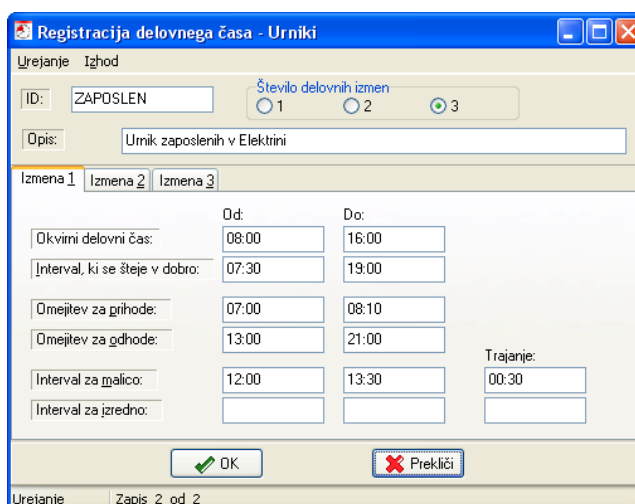 Registracija delovnega časa - Urniki
Urejanje Izhod
Število delovnih izmen
ID: ZAPOSLEN 1 2 3
Opis: Urnik zaposlenih v Elektrini
Izmena 1 Izmena 2 Izmena 3
Od: Do:
Okvirni delovni čas: 08:00 16:00
Interval, ki se šteje v dobro: 07:30 19:00
Omejitev za prihode: 07:00 08:10
Omejitev za odhode: 13:00 21:00
Trajanje:
Interval za malico: 12:00 13:30 00:30
Interval za izredno:
OK Prekliči
Urejanje Zapis 2 od 2